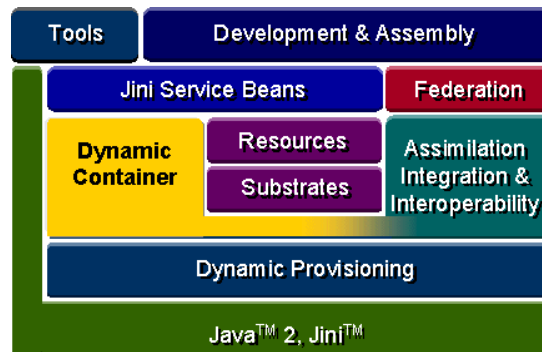 Tools
Development & Assembly
Jini Service Beans
Federation
Dynamic
Container
Resources
Substrates
Assimilation
Integration &
Interoperability
Dynamic Provisioning
Java™ 2, Jini™